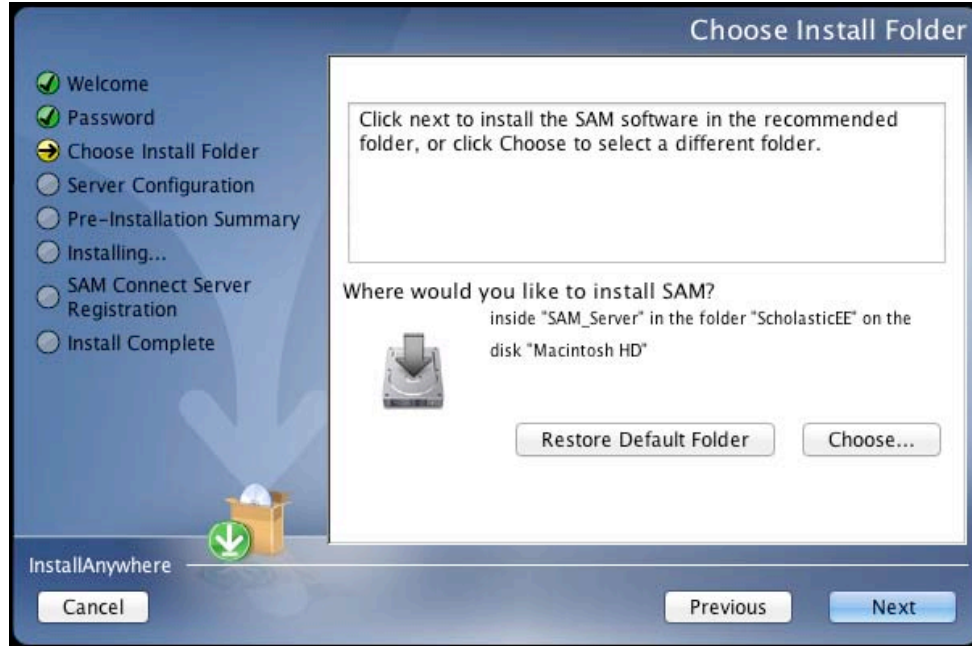 Choose Install Folder
Welcome
Password
Choose Install Folder
Server Configuration
Pre-Installation Summary
Installing...
SAM Connect Server
Registration
Install Complete
Click next to install the SAM software in the recommended
folder, or click Choose to select a different folder.
Where would you like to install SAM?
inside "SAM_Server" in the folder "ScholasticEE" on the
disk "Macintosh HD"
Restore Default Folder
Choose...
InstallAnywhere
Cancel
Previous
Next